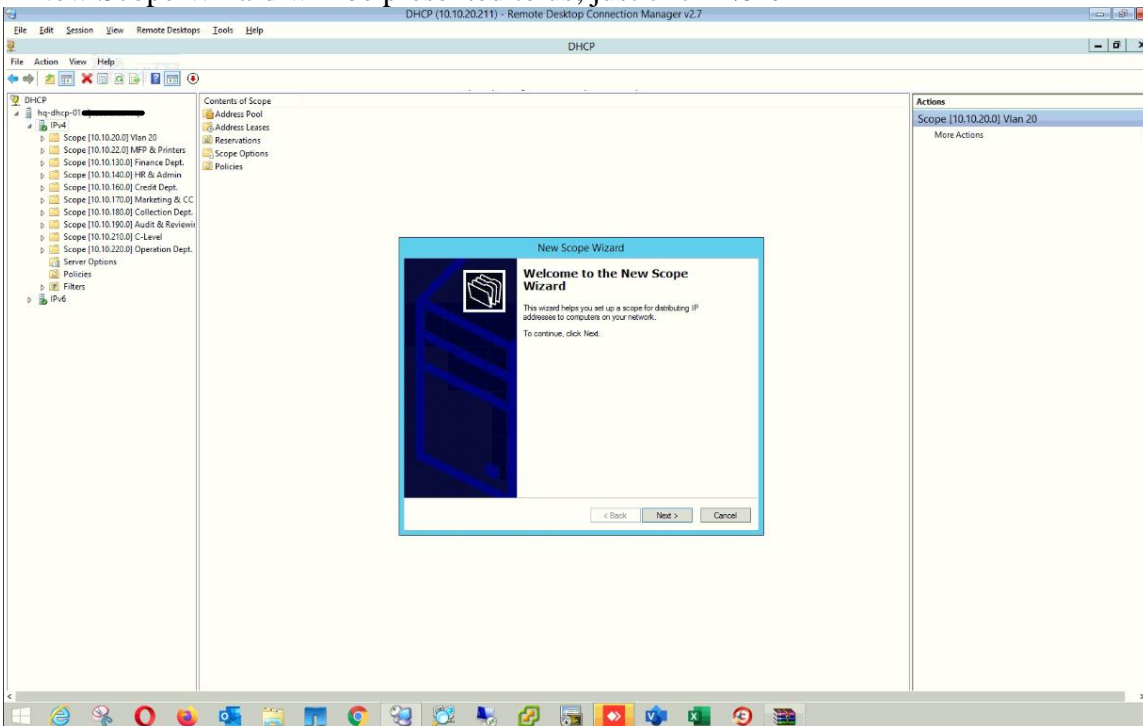 DHCP (10.10.20.211) - Remote Desktop Connection Manager v2.7
File Edit Session View Remote Desktops Tools Help
DHCP
File Action View Help
DHCP
hq-dhcp-01
IPv4
Scope [10.10.20.0] Vlan 20
Scope [10.10.22.0] MFP & Printers
Scope [10.10.130.0] Finance Dept.
Scope [10.10.140.0] HR & Admin
Scope [10.10.160.0] Credit Dept.
Scope [10.10.170.0] Marketing & CC
Scope [10.10.180.0] Collection Dept.
Scope [10.10.190.0] Audit & Reviewin
Scope [10.10.210.0] C-Level
Scope [10.10.220.0] Operation Dept.
Server Options
Policies
Filters
IPv6
Contents of Scope
Address Pool
Address Leases
Reservations
Scope Options
Policies
New Scope Wizard
Welcome to the New Scope
Wizard
This wizard helps you set up a scope for distributing IP
addresses to computers on your network.
To continue, click Next.
< Back Next > Cancel
Actions
Scope [10.10.20.0] Vlan 20
More Actions